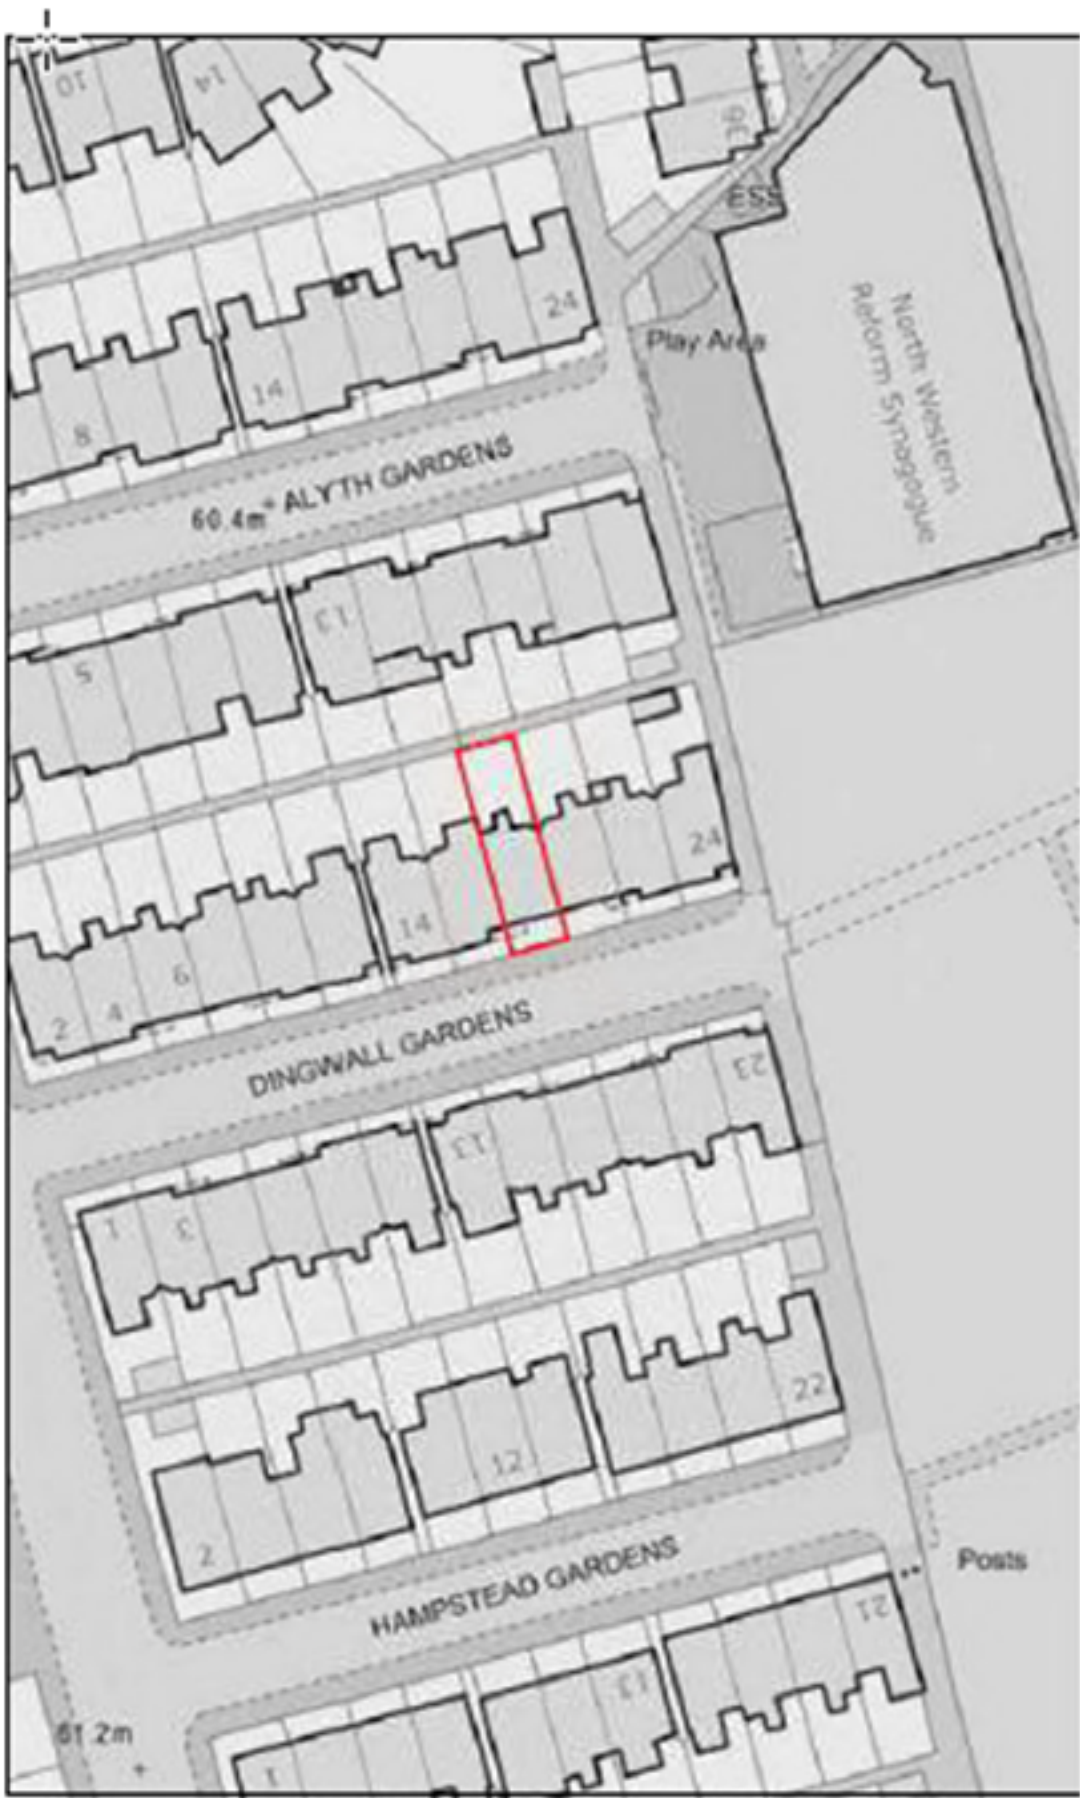 10
14
36
ESS
North Western
Reform Synagogue
Play Area
24
14
8
ALYTH GARDENS
60.4m
13
5
24
14
6
4
2
DINGWALL GARDENS
23
13
1
3
22
12
2
HAMPSTEAD GARDENS
Posts
21
13
61.2m
1